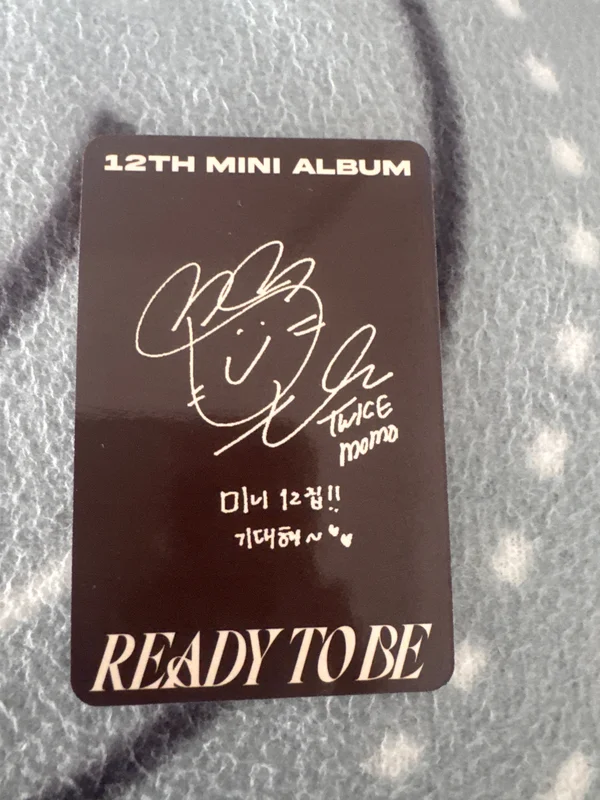 12TH MINI ALBUM
TWICE
MOMO
미니 12집!!
기대해~♥♥
READY TO BE